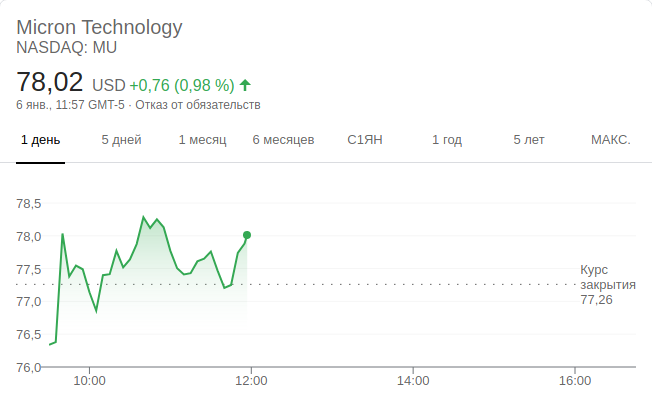 Micron Technology
NASDAQ: MU
78,02 USD +0,76 (0,98 %)
6 янв., 11:57 GMT-5 · Отказ от обязательств
1 день 5 дней 1 месяц 6 месяцев С1ЯН 1 год 5 лет МАКС.
78,5
78,0
77,5
77,0
76,5
76,0
Курс
закрытия
77,26
10:00 12:00 14:00 16:00